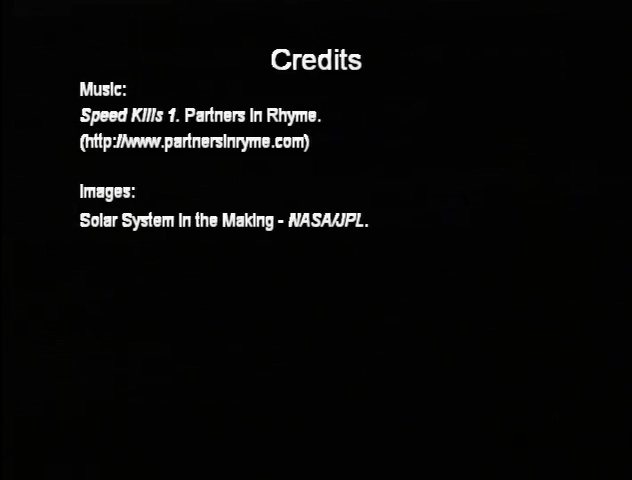 Credits
Music:
Speed Kills 1. Partners in Rhyme.
(http://www.partnersinryme.com)
Images:
Solar System in the Making - NASA/JPL.